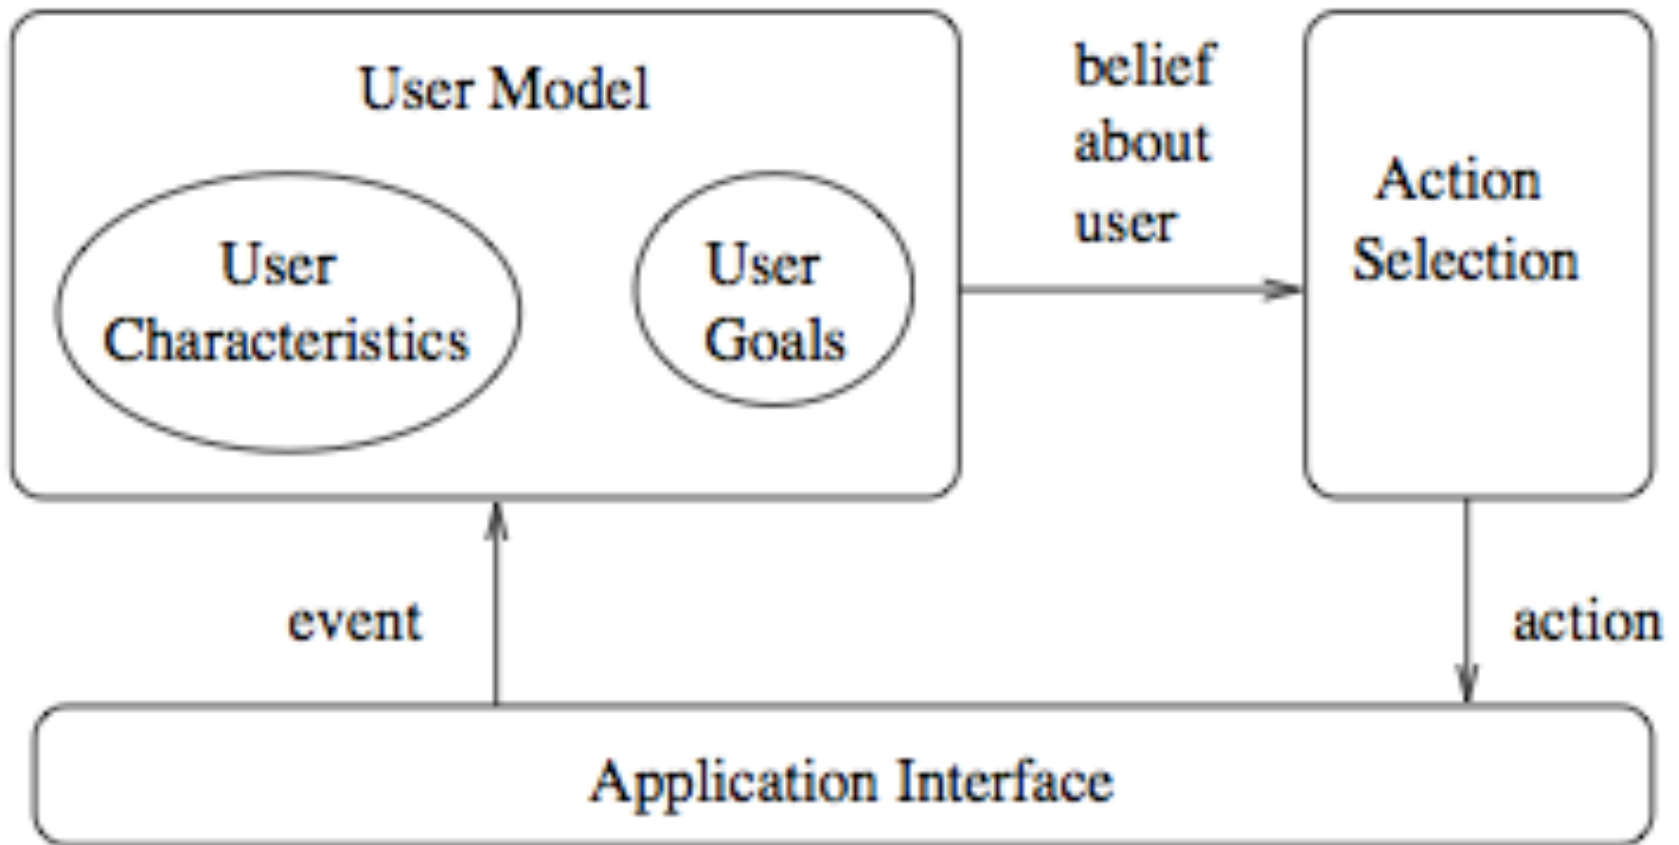 User Model
User
Characteristics
User
Goals
belief
about
user
Action
Selection
event
action
Application Interface